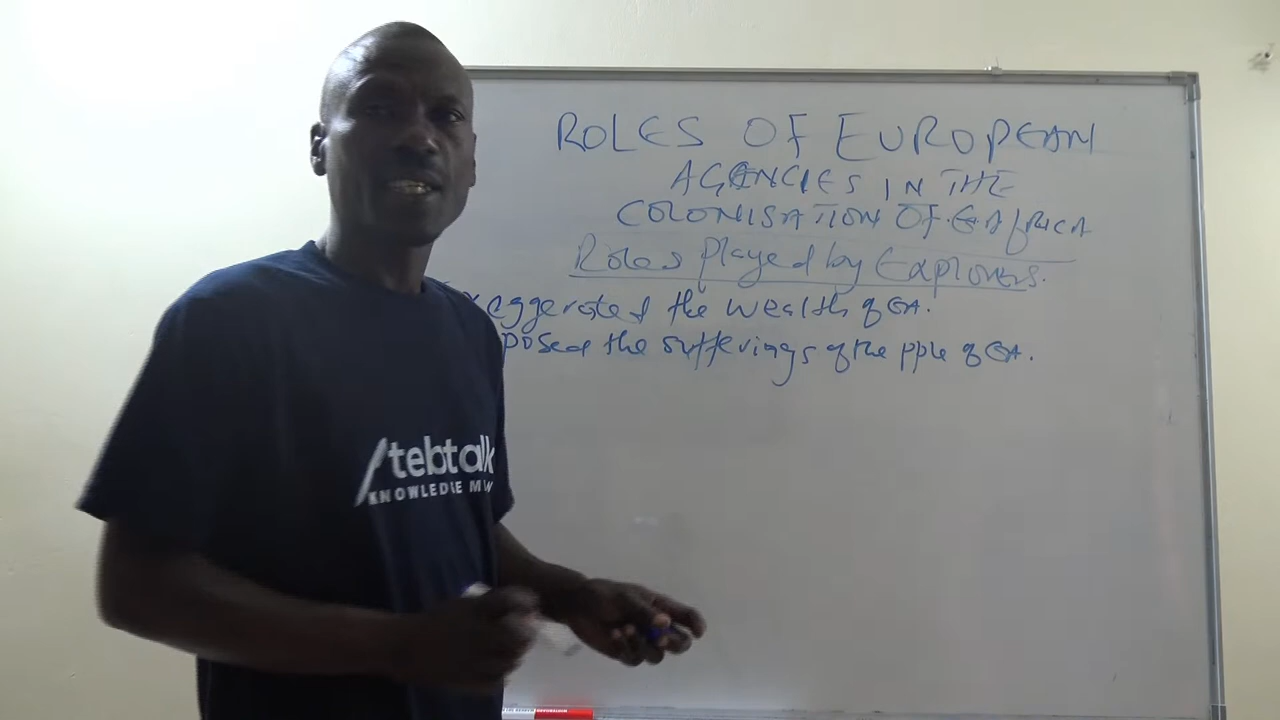 ROLES OF EUROPEAN
AGENCIES IN THE
COLONISATION OF E. AfRICA
Roles played by Explorers.
xeggerated the wealth of EA.
posed the sufferings of the pple of EA.
tebtalk
KNOWLEDGE